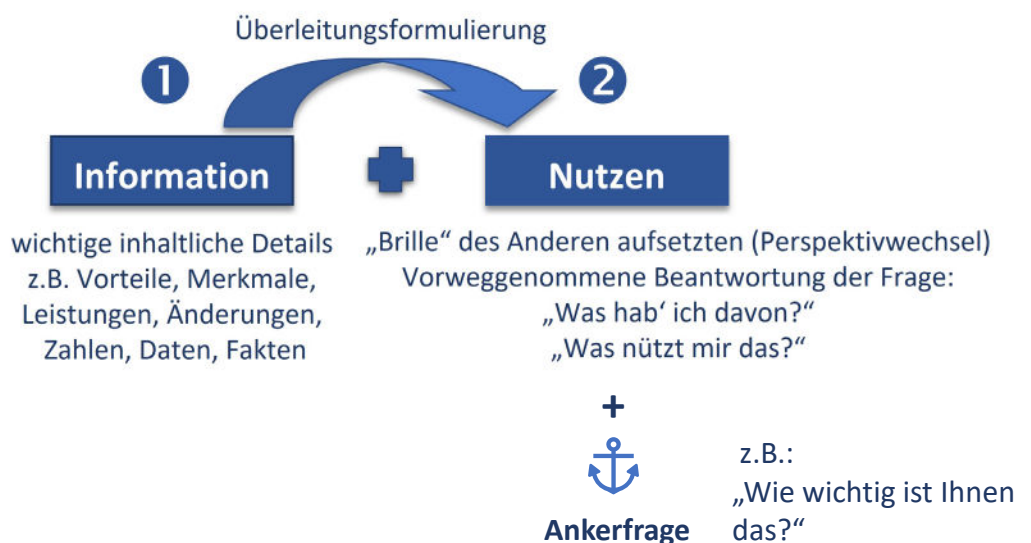 Überleitungsformulierung
1
2
Information
Nutzen
wichtige inhaltliche Details
z.B. Vorteile, Merkmale,
Leistungen, Änderungen,
Zahlen, Daten, Fakten
„Brille“ des Anderen aufsetzten (Perspektivwechsel)
Vorweggenommene Beantwortung der Frage:
„Was hab‘ ich davon?“
„Was nützt mir das?“
+
Ankerfrage
z.B.:
„Wie wichtig ist Ihnen
das?“